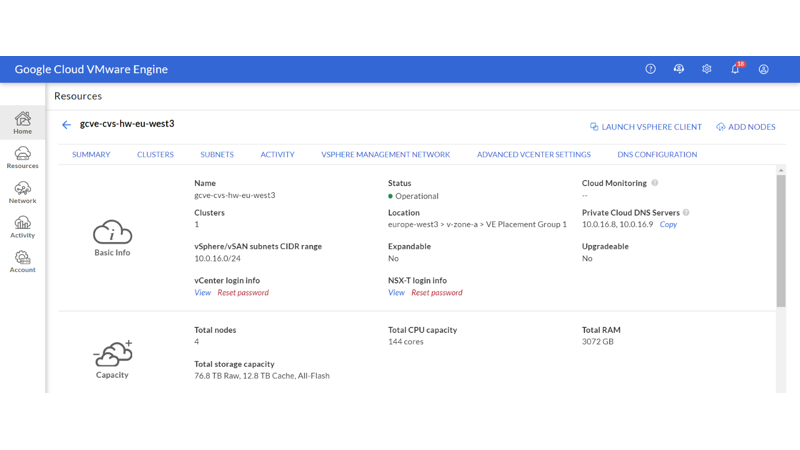 Google Cloud VMware Engine
18
Resources
gcve-cvs-hw-eu-west3
LAUNCH VSPHERE CLIENT
ADD NODES
Home
Resources
Network
Activity
Account
SUMMARY CLUSTERS SUBNETS ACTIVITY VSPHERE MANAGEMENT NETWORK ADVANCED VCENTER SETTINGS DNS CONFIGURATION
Basic Info
Name
gcve-cvs-hw-eu-west3
Status
Operational
Cloud Monitoring
--
Clusters
1
Location
europe-west3 > v-zone-a > VE Placement Group 1
Private Cloud DNS Servers
10.0.16.8, 10.0.16.9 Copy
vSphere/vSAN subnets CIDR range
10.0.16.0/24
Expandable
No
Upgradeable
No
vCenter login info
View Reset password
NSX-T login info
View Reset password
Capacity
Total nodes
4
Total CPU capacity
144 cores
Total RAM
3072 GB
Total storage capacity
76.8 TB Raw, 12.8 TB Cache, All-Flash